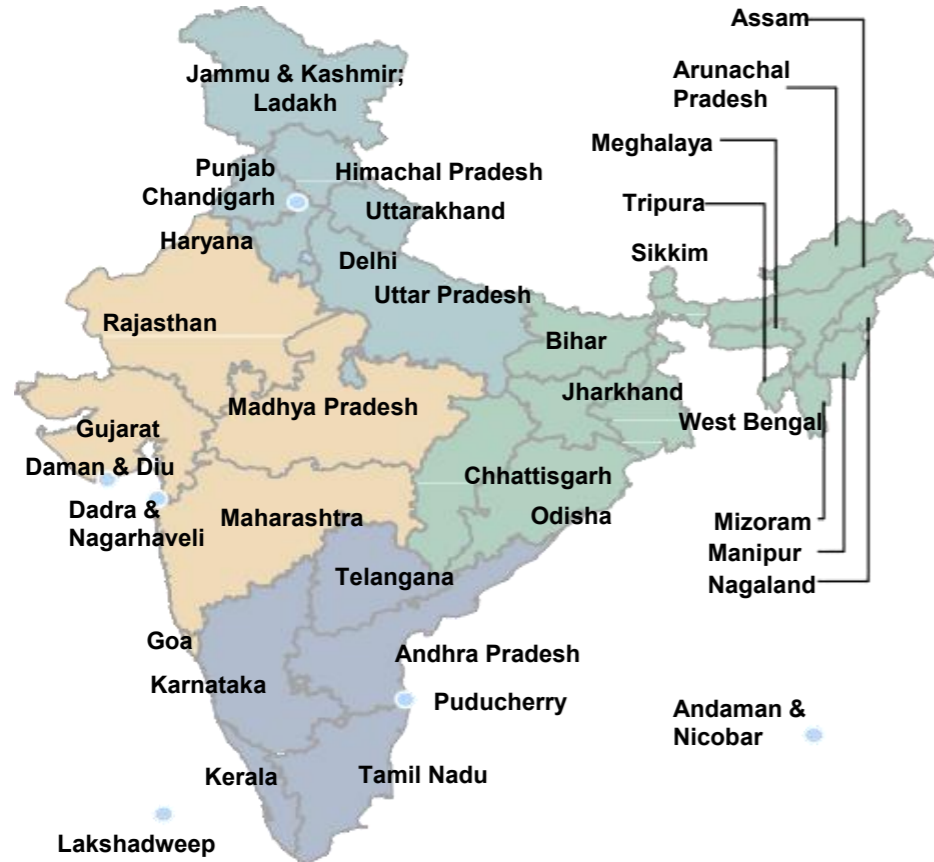 Assam
Jammu & Kashmir;
Ladakh
Arunachal
Pradesh
Meghalaya
Punjab
Chandigarh
Himachal Pradesh
Uttarakhand
Tripura
Haryana
Delhi
Sikkim
Uttar Pradesh
Rajasthan
Bihar
Jharkhand
Madhya Pradesh
Gujarat
West Bengal
Daman & Diu
Chhattisgarh
Dadra &
Nagarhaveli
Maharashtra
Odisha
Mizoram
Manipur
Nagaland
Telangana
Goa
Andhra Pradesh
Karnataka
Puducherry
Andaman &
Nicobar
Kerala
Tamil Nadu
Lakshadweep